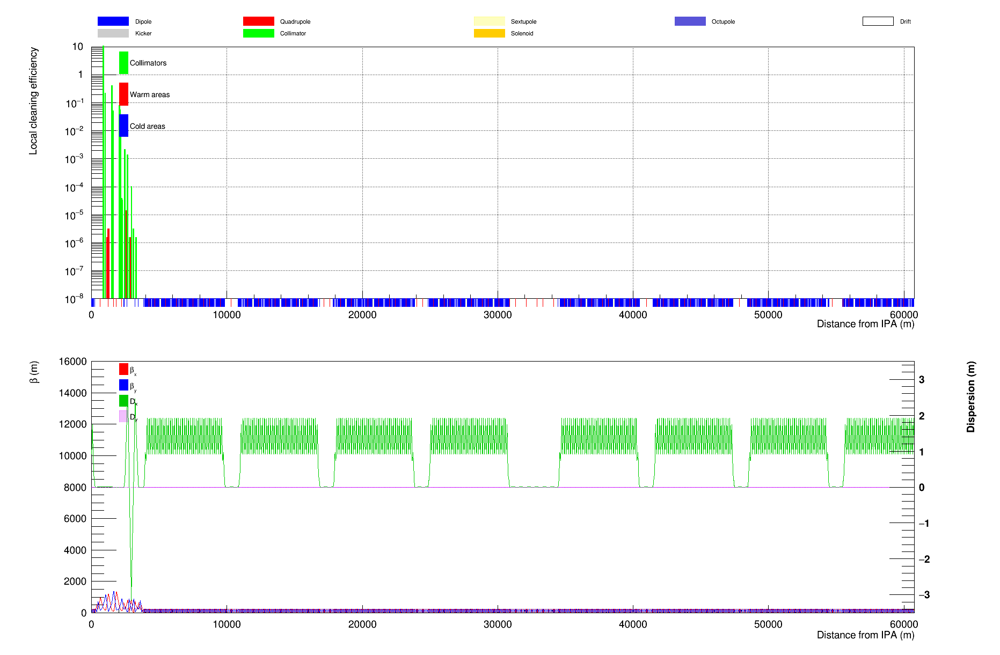 Dipole Quadrupole Sextupole Octupole Drift
Kicker Collimator Solenoid
Local cleaning efficiency
10
1
10−1
10−2
10−3
10−4
10−5
10−6
10−7
10−8
Collimators
Warm areas
Cold areas
0 10000 20000 30000 40000 50000 60000
Distance from IPA (m)
β (m)
16000
14000
12000
10000
8000
6000
4000
2000
0
βx
βy
Dx
Dy
3
2
1
0
−1
−2
−3
Dispersion (m)
0 10000 20000 30000 40000 50000 60000
Distance from IPA (m)